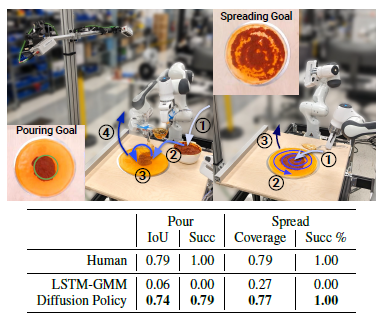 Spreading Goal
Pouring Goal
④
①
②
③
③
①
②
Pour Spread
IoU Succ Coverage Succ %
Human 0.79 1.00 0.79 1.00
LSTM-GMM 0.06 0.00 0.27 0.00
Diffusion Policy 0.74 0.79 0.77 1.00